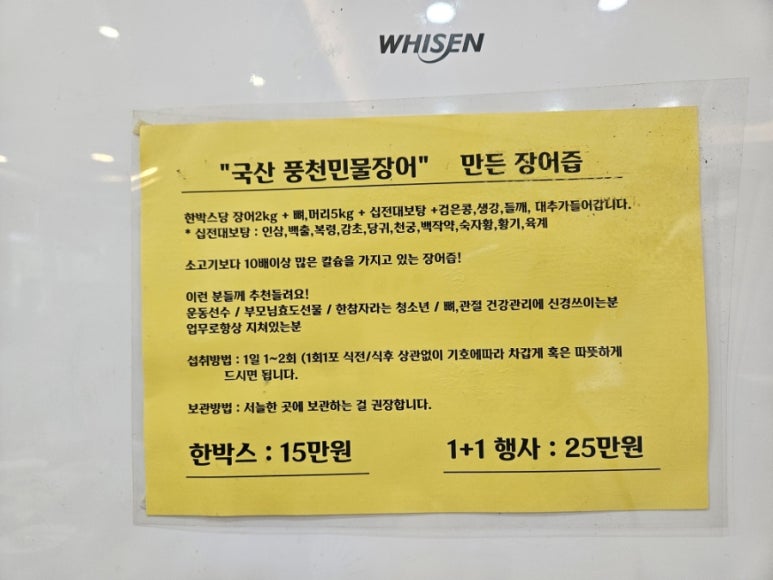 WHISEN
"국산 풍천민물장어" 만든 장어즙
한박스당 장어2kg + 뼈,머리5kg + 십전대보탕 +검은콩,생강,들깨, 대추가들어갑니다.
* 십전대보탕 : 인삼,백출,복령,감초,당귀,천궁,백작약,숙자황,황기,육계
소고기보다 10배이상 많은 칼슘을 가지고 있는 장어즙!
이런 분들께 추천들려요!
운동선수 / 부모님효도선물 / 한참자라는 청소년 / 뼈,관절 건강관리에 신경쓰이는분
업무로항상 지쳐있는분
섭취방법 : 1일 1~2회 (1회1포 식전/식후 상관없이 기호에따라 차갑게 혹은 따뜻하게
드시면 됩니다.
보관방법 : 서늘한 곳에 보관하는 걸 권장합니다.
한박스 : 15만원 1+1 행사 : 25만원